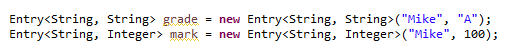 Entry<String, String> grade = new Entry<String, String>("Mike", "A");
Entry<String, Integer> mark = new Entry<String, Integer>("Mike", 100);